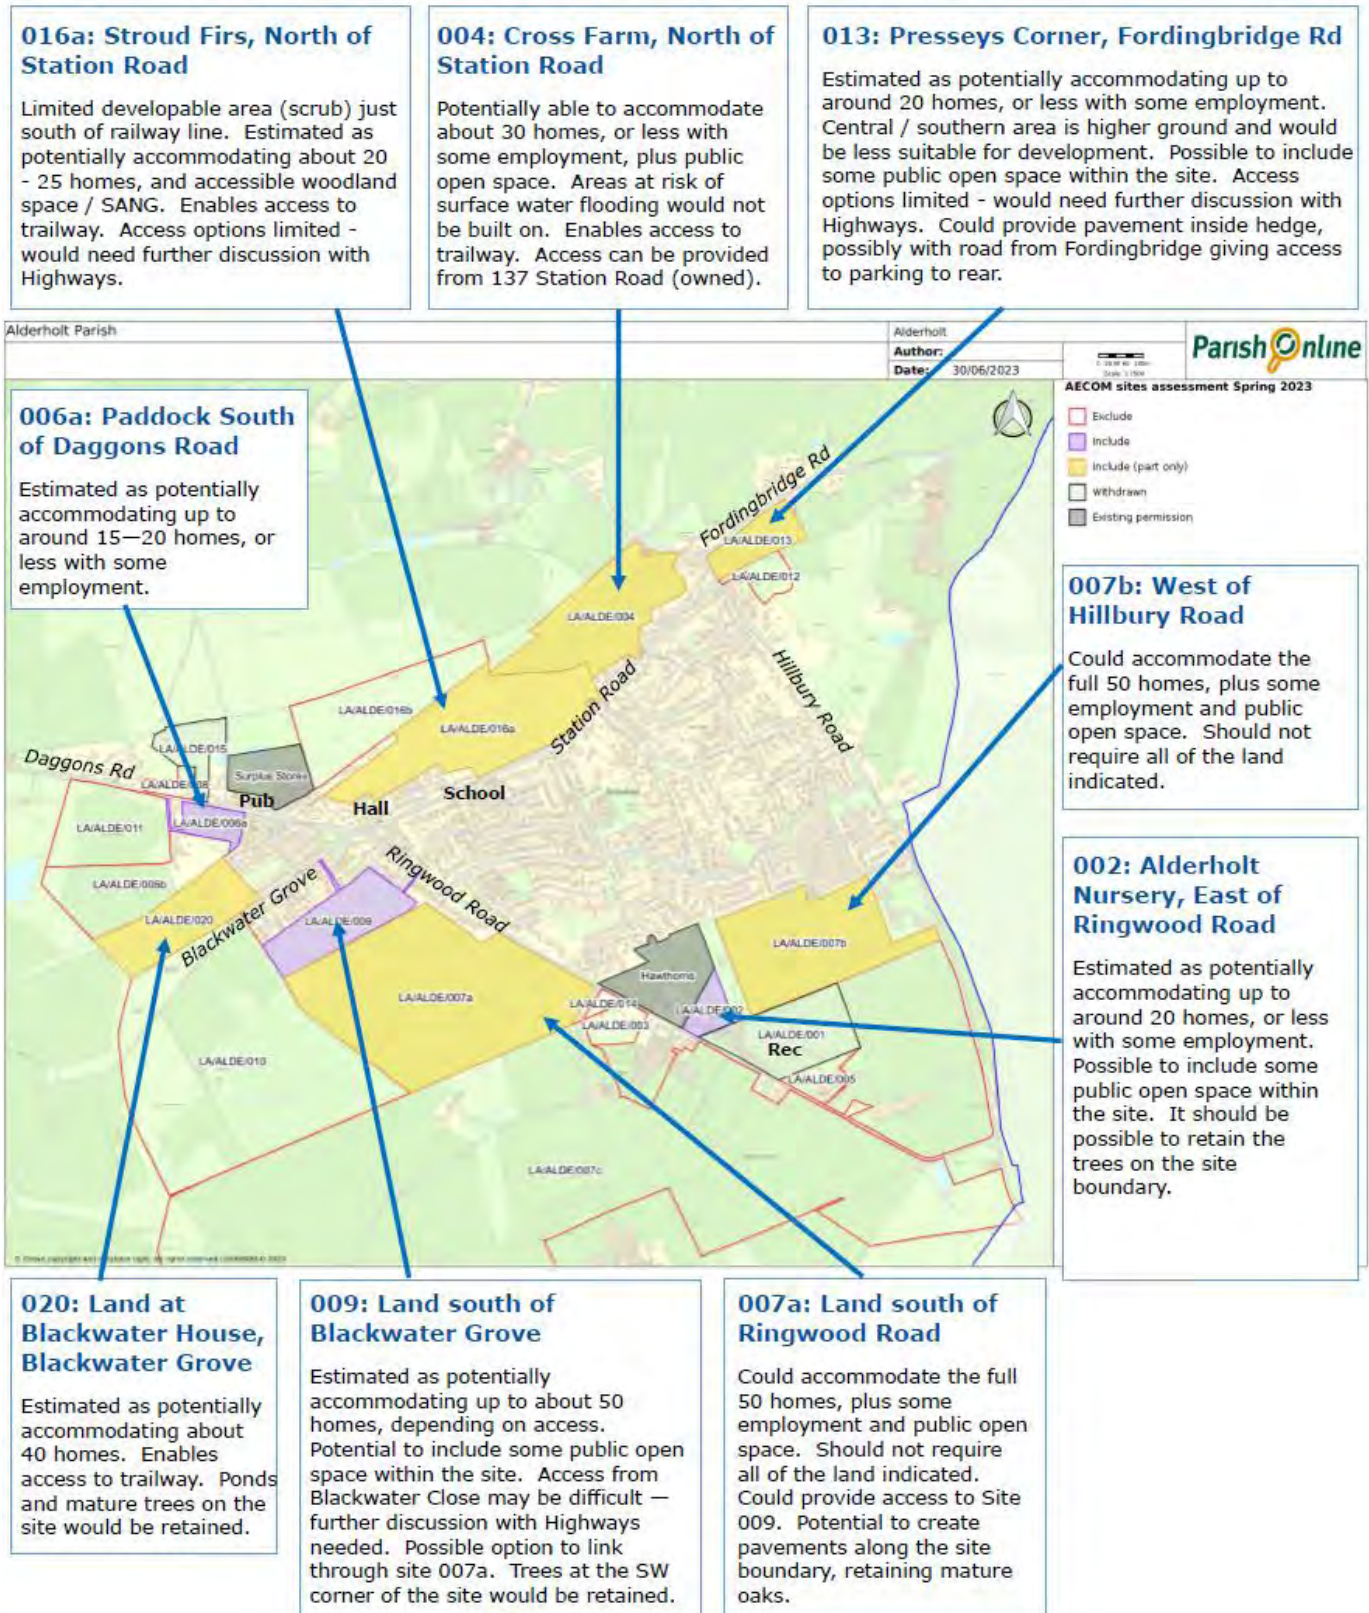 016a: Stroud Firs, North of
Station Road
Limited developable area (scrub) just
south of railway line. Estimated as
potentially accommodating about 20
- 25 homes, and accessible woodland
space / SANG. Enables access to
trailway. Access options limited -
would need further discussion with
Highways.
004: Cross Farm, North of
Station Road
Potentially able to accommodate
about 30 homes, or less with
some employment, plus public
open space. Areas at risk of
surface water flooding would not
be built on. Enables access to
trailway. Access can be provided
from 137 Station Road (owned).
013: Presseys Corner, Fordingbridge Rd
Estimated as potentially accommodating up to
around 20 homes, or less with some employment.
Central / southern area is higher ground and would
be less suitable for development. Possible to include
some public open space within the site. Access
options limited - would need further discussion with
Highways. Could provide pavement inside hedge,
possibly with road from Fordingbridge giving access
to parking to rear.
Alderholt Parish
Alderholt
Author:
Date: 30/06/2023
Parish Online
AECOM sites assessment Spring 2023
Exclude
Include
Include (part only)
Withdrawn
Existing permission
006a: Paddock South
of Daggons Road
Estimated as potentially
accommodating up to
around 15—20 homes, or
less with some
employment.
Fordingbridge Rd
LA/ALDE/013
LA/ALDE/012
LA/ALDE/004
Hillbury Road
Station Road
LA/ALDE/016b
LA/ALDE/016a
LA/ALDE/015
Daggons Rd
Surplus Stores
Pub
Hall
School
LA/ALDE/011
LA/ALDE/006a
Ringwood Road
LA/ALDE/006b
LA/ALDE/020
Blackwater Grove
LA/ALDE/009
LA/ALDE/007b
Hawthorns
LA/ALDE/007a
LA/ALDE/014
LA/ALDE/002
LA/ALDE/003
LA/ALDE/001
Rec
LA/ALDE/010
LA/ALDE/005
LA/ALDE/007c
007b: West of
Hillbury Road
Could accommodate the
full 50 homes, plus some
employment and public
open space. Should not
require all of the land
indicated.
002: Alderholt
Nursery, East of
Ringwood Road
Estimated as potentially
accommodating up to
around 20 homes, or less
with some employment.
Possible to include some
public open space within
the site. It should be
possible to retain the
trees on the site
boundary.
020: Land at
Blackwater House,
Blackwater Grove
Estimated as potentially
accommodating about
40 homes. Enables
access to trailway. Ponds
and mature trees on the
site would be retained.
009: Land south of
Blackwater Grove
Estimated as potentially
accommodating up to about 50
homes, depending on access.
Potential to include some public open
space within the site. Access from
Blackwater Close may be difficult —
further discussion with Highways
needed. Possible option to link
through site 007a. Trees at the SW
corner of the site would be retained.
007a: Land south of
Ringwood Road
Could accommodate the full
50 homes, plus some
employment and public open
space. Should not require
all of the land indicated.
Could provide access to Site
009. Potential to create
pavements along the site
boundary, retaining mature
oaks.